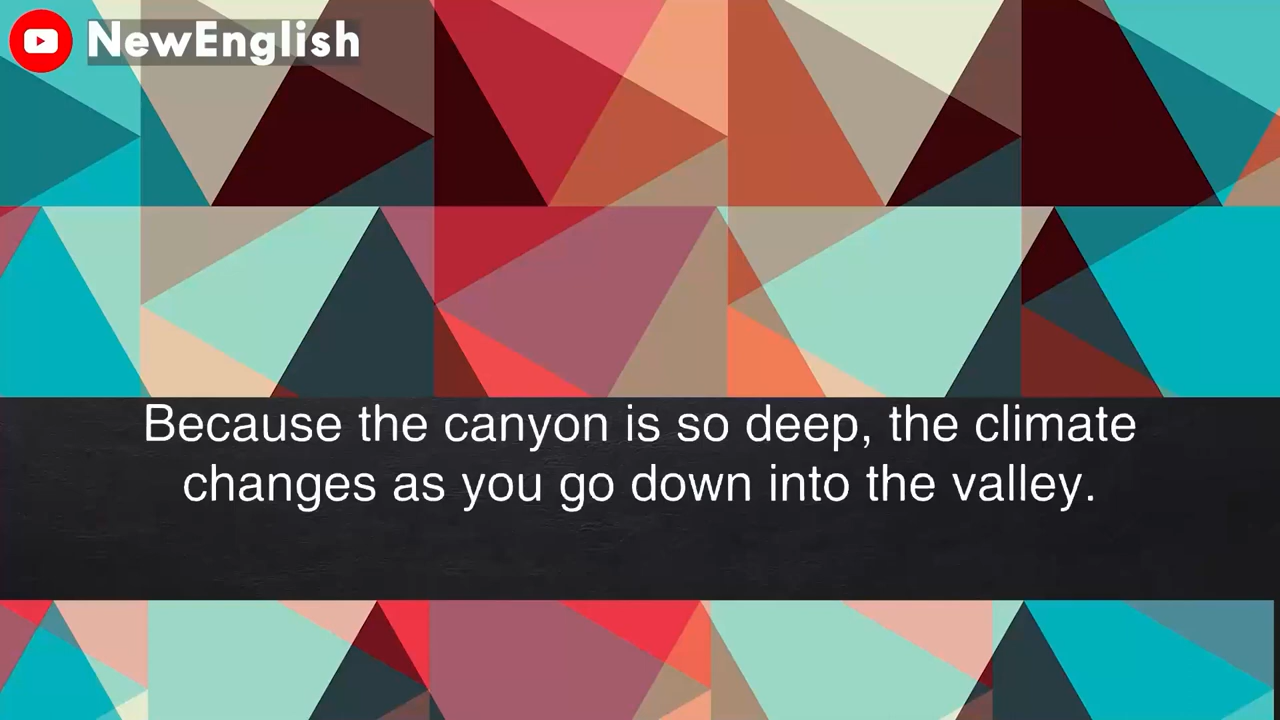 NewEnglish
Because the canyon is so deep, the climate
changes as you go down into the valley.